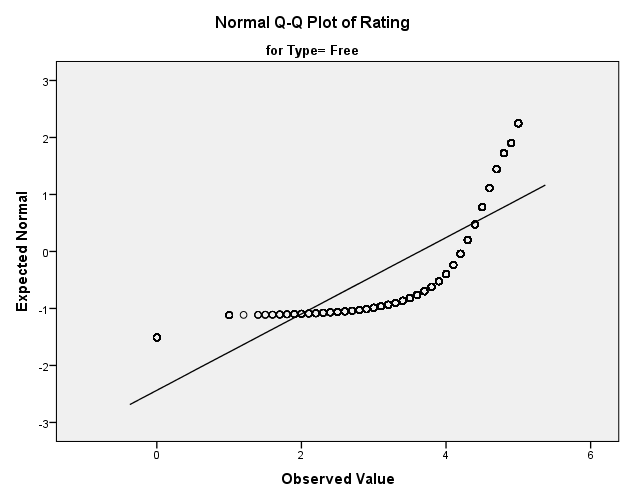 Normal Q-Q Plot of Rating
for Type= Free
3
2
1
0
-1
-2
-3
Expected Normal
0
2
4
6
Observed Value